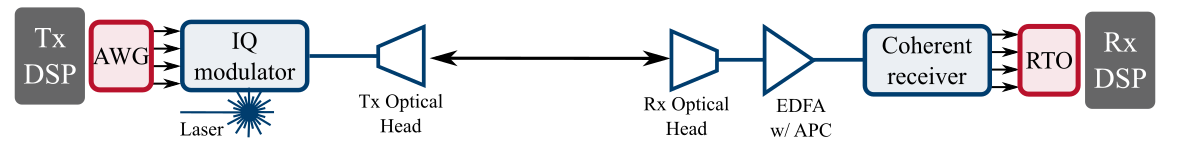 Tx
DSP
AWG
IQ
modulator
Laser
Tx Optical
Head
Rx Optical
Head
EDFA
w/ APC
Coherent
receiver
RTO
Rx
DSP